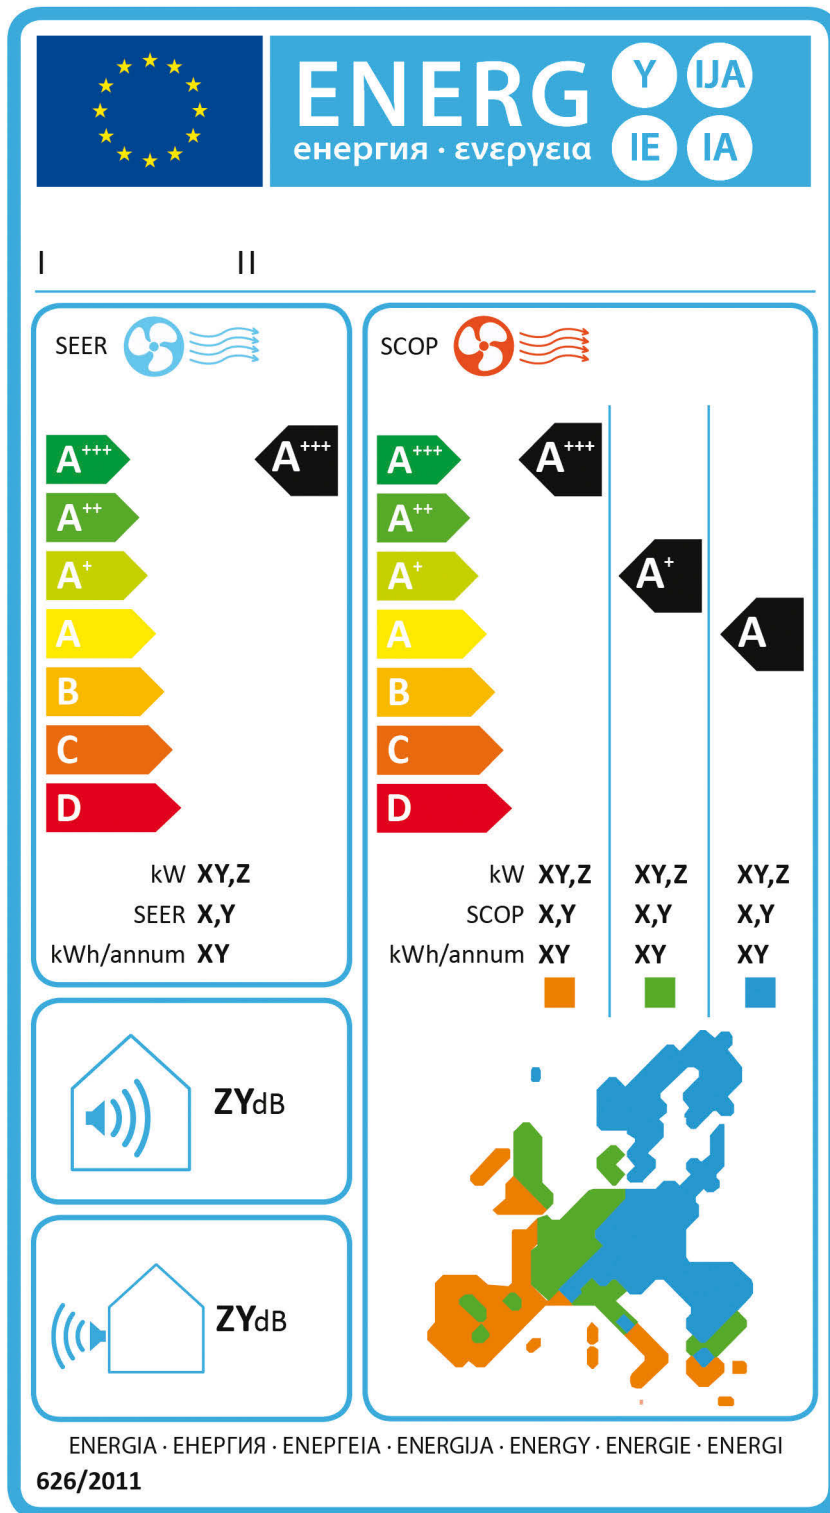 ENERG Y IJA
енергия · ενεργεια IE IA
I II
SEER
A+++ A+++
A++
A+
A
B
C
D
kW XY,Z
SEER X,Y
kWh/annum XY
SCOP
A+++ A+++
A++
A+ A+
A A
B
C
D
kW XY,Z XY,Z XY,Z
SCOP X,Y X,Y X,Y
kWh/annum XY XY XY
ZYdB
ZYdB
ENERGIA · ЕНЕРГИЯ · ΕΝΕΡΓΕΙΑ · ENERGIJA · ENERGY · ENERGIE · ENERGI
626/2011